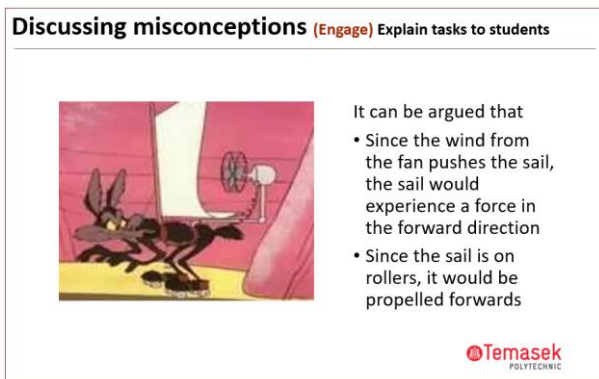 Discussing misconceptions (Engage) Explain tasks to students
It can be argued that
• Since the wind from
the fan pushes the sail,
the sail would
experience a force in
the forward direction
• Since the sail is on
rollers, it would be
propelled forwards
Temasek
POLYTECHNIC